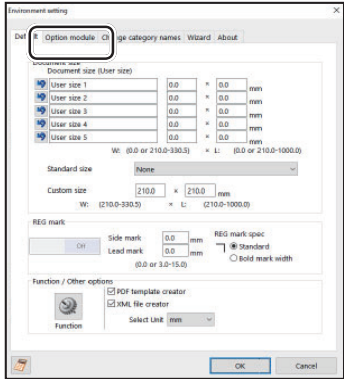 Environment setting
Option module
Wizard
About
Document size (User size)
User size 1 0.0 × 0.0 mm
User size 2 0.0 × 0.0 mm
User size 3 0.0 × 0.0 mm
User size 4 0.0 × 0.0 mm
User size 5 0.0 × 0.0 mm
W: (0.0 or 210.0-330.5) × L: (0.0 or 210.0-1000.0)
Standard size None
Custom size 210.0 × 210.0 mm
W: (210.0-330.5) × L: (210.0-1000.0)
REG mark
Off
Side mark 0.0 mm
Lead mark 0.0 mm
(0.0 or 3.0-15.0)
REG mark spec
Standard
Bold mark width
Function / Other options
Function
PDF template creator
XML file creator
Select Unit mm
OK
Cancel